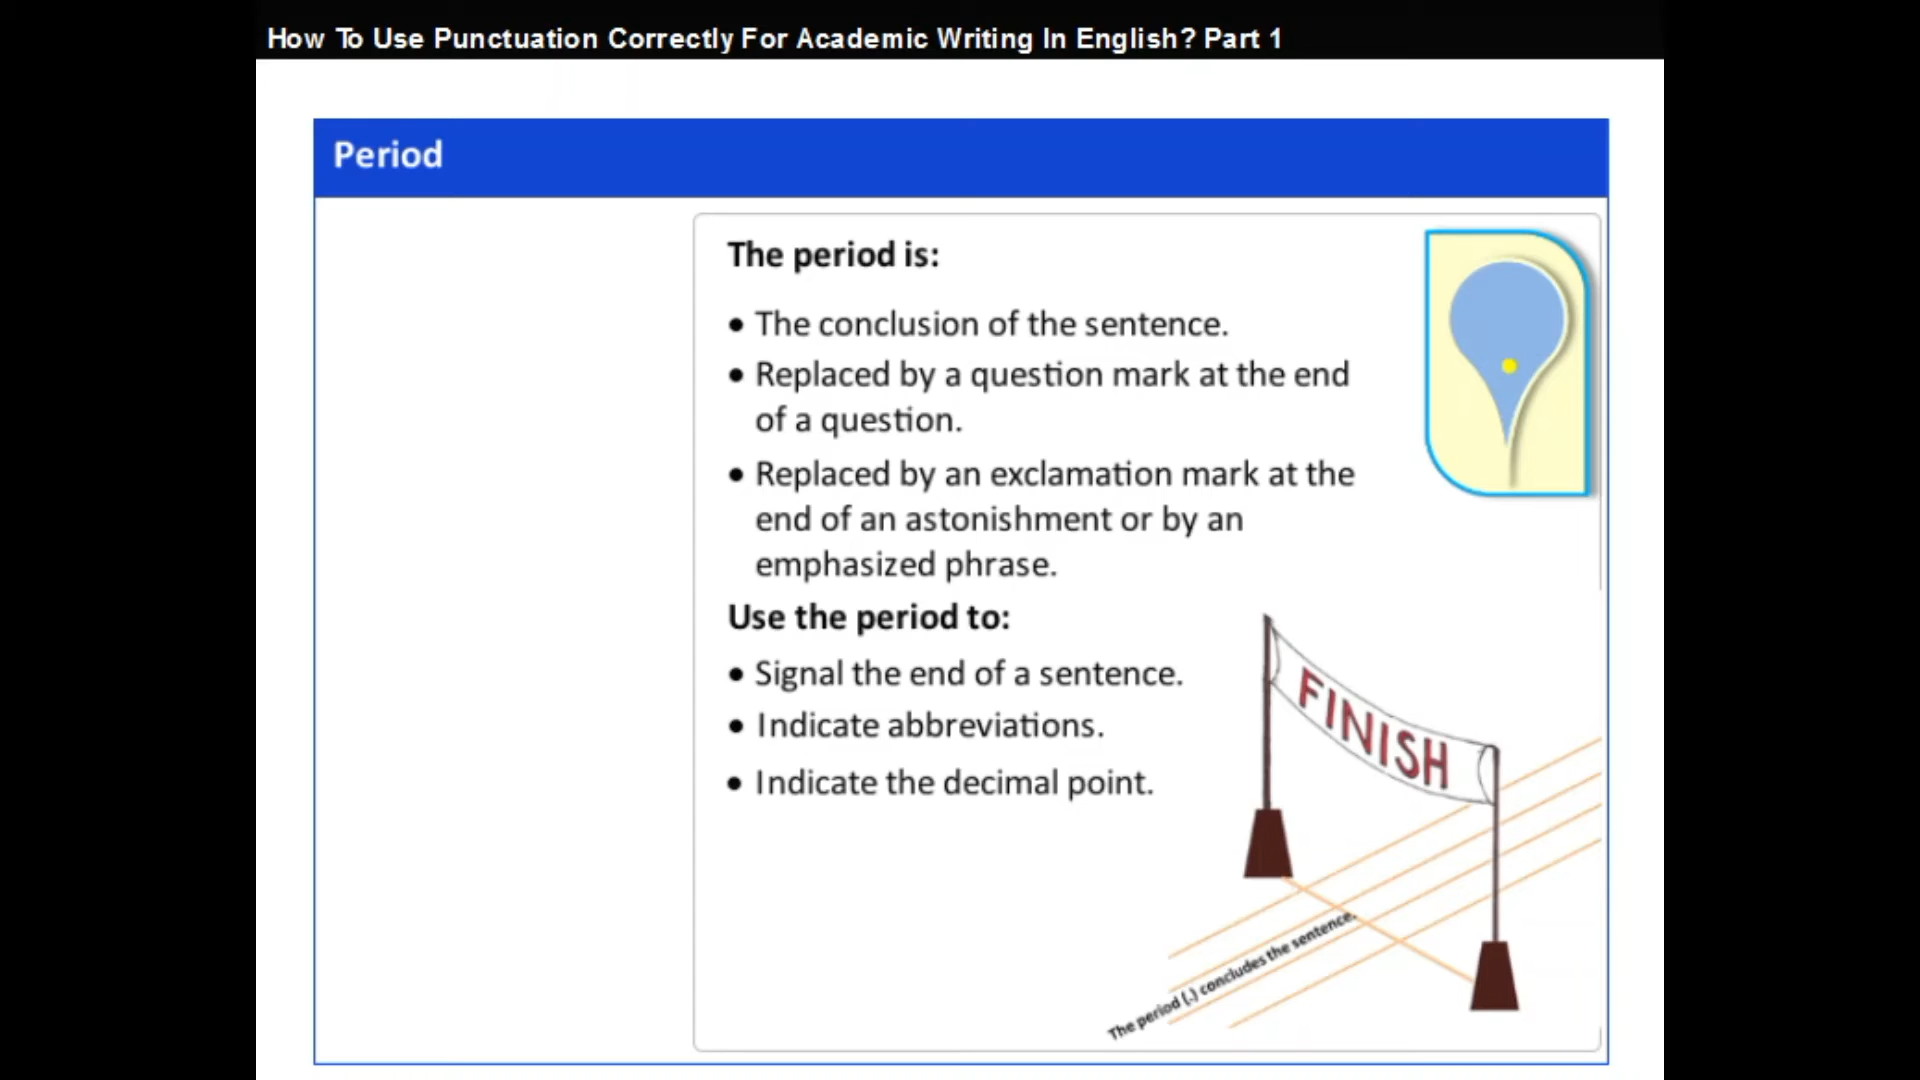 How To Use Punctuation Correctly For Academic Writing In English? Part 1
Period
The period is:
• The conclusion of the sentence.
• Replaced by a question mark at the end
of a question.
• Replaced by an exclamation mark at the
end of an astonishment or by an
emphasized phrase.
Use the period to:
• Signal the end of a sentence.
• Indicate abbreviations.
• Indicate the decimal point.
FINISH
The period (.) concludes the sentence.